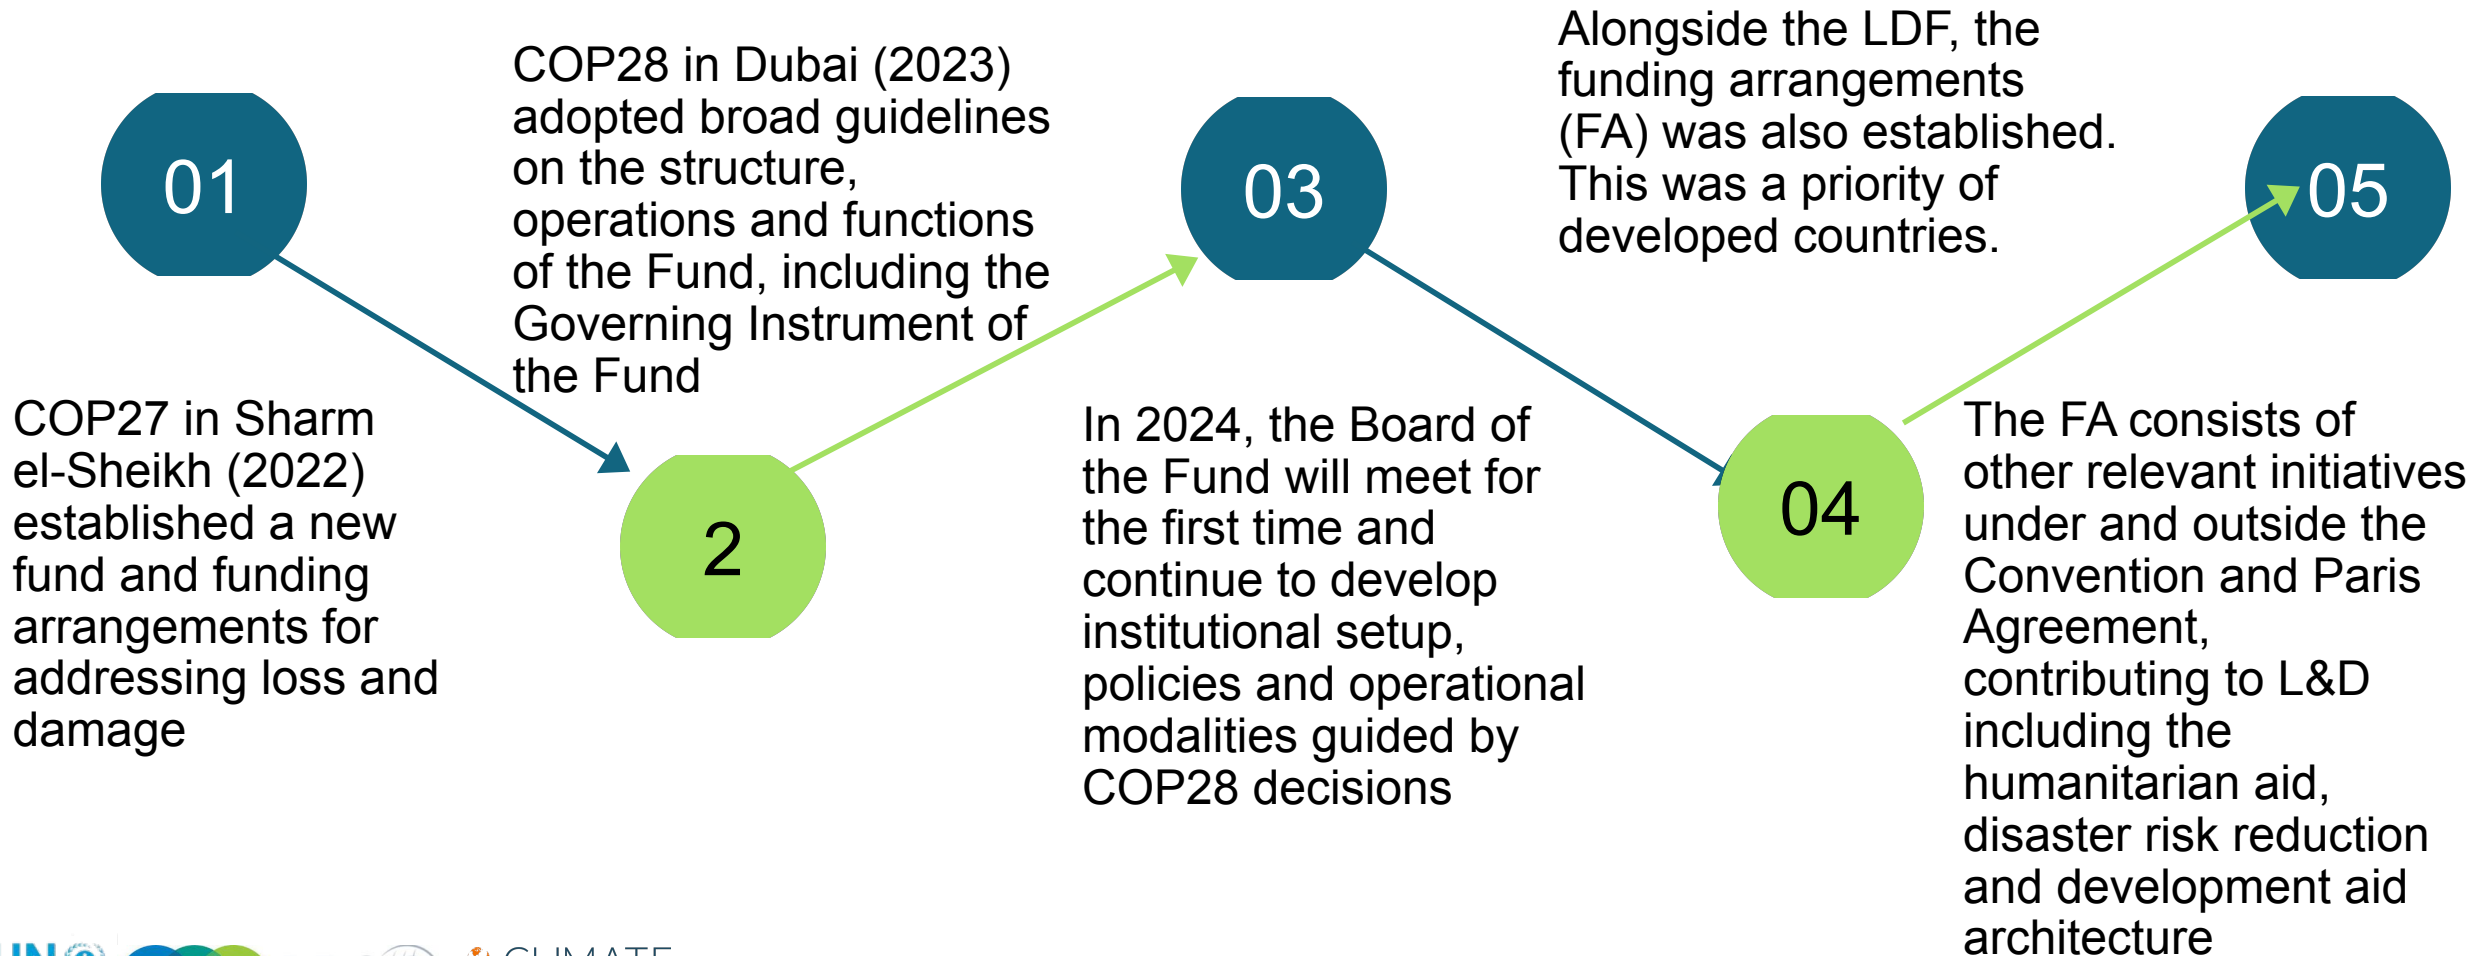 01
COP27 in Sharm
el-Sheikh (2022)
established a new
fund and funding
arrangements for
addressing loss and
damage
COP28 in Dubai (2023)
adopted broad guidelines
on the structure,
operations and functions
of the Fund, including the
Governing Instrument of
the Fund
2
03
In 2024, the Board of
the Fund will meet for
the first time and
continue to develop
institutional setup,
policies and operational
modalities guided by
COP28 decisions
Alongside the LDF, the
funding arrangements
(FA) was also established.
This was a priority of
developed countries.
04
05
The FA consists of
other relevant initiatives
under and outside the
Convention and Paris
Agreement,
contributing to L&D
including the
humanitarian aid,
disaster risk reduction
and development aid
architecture
CLIMATE